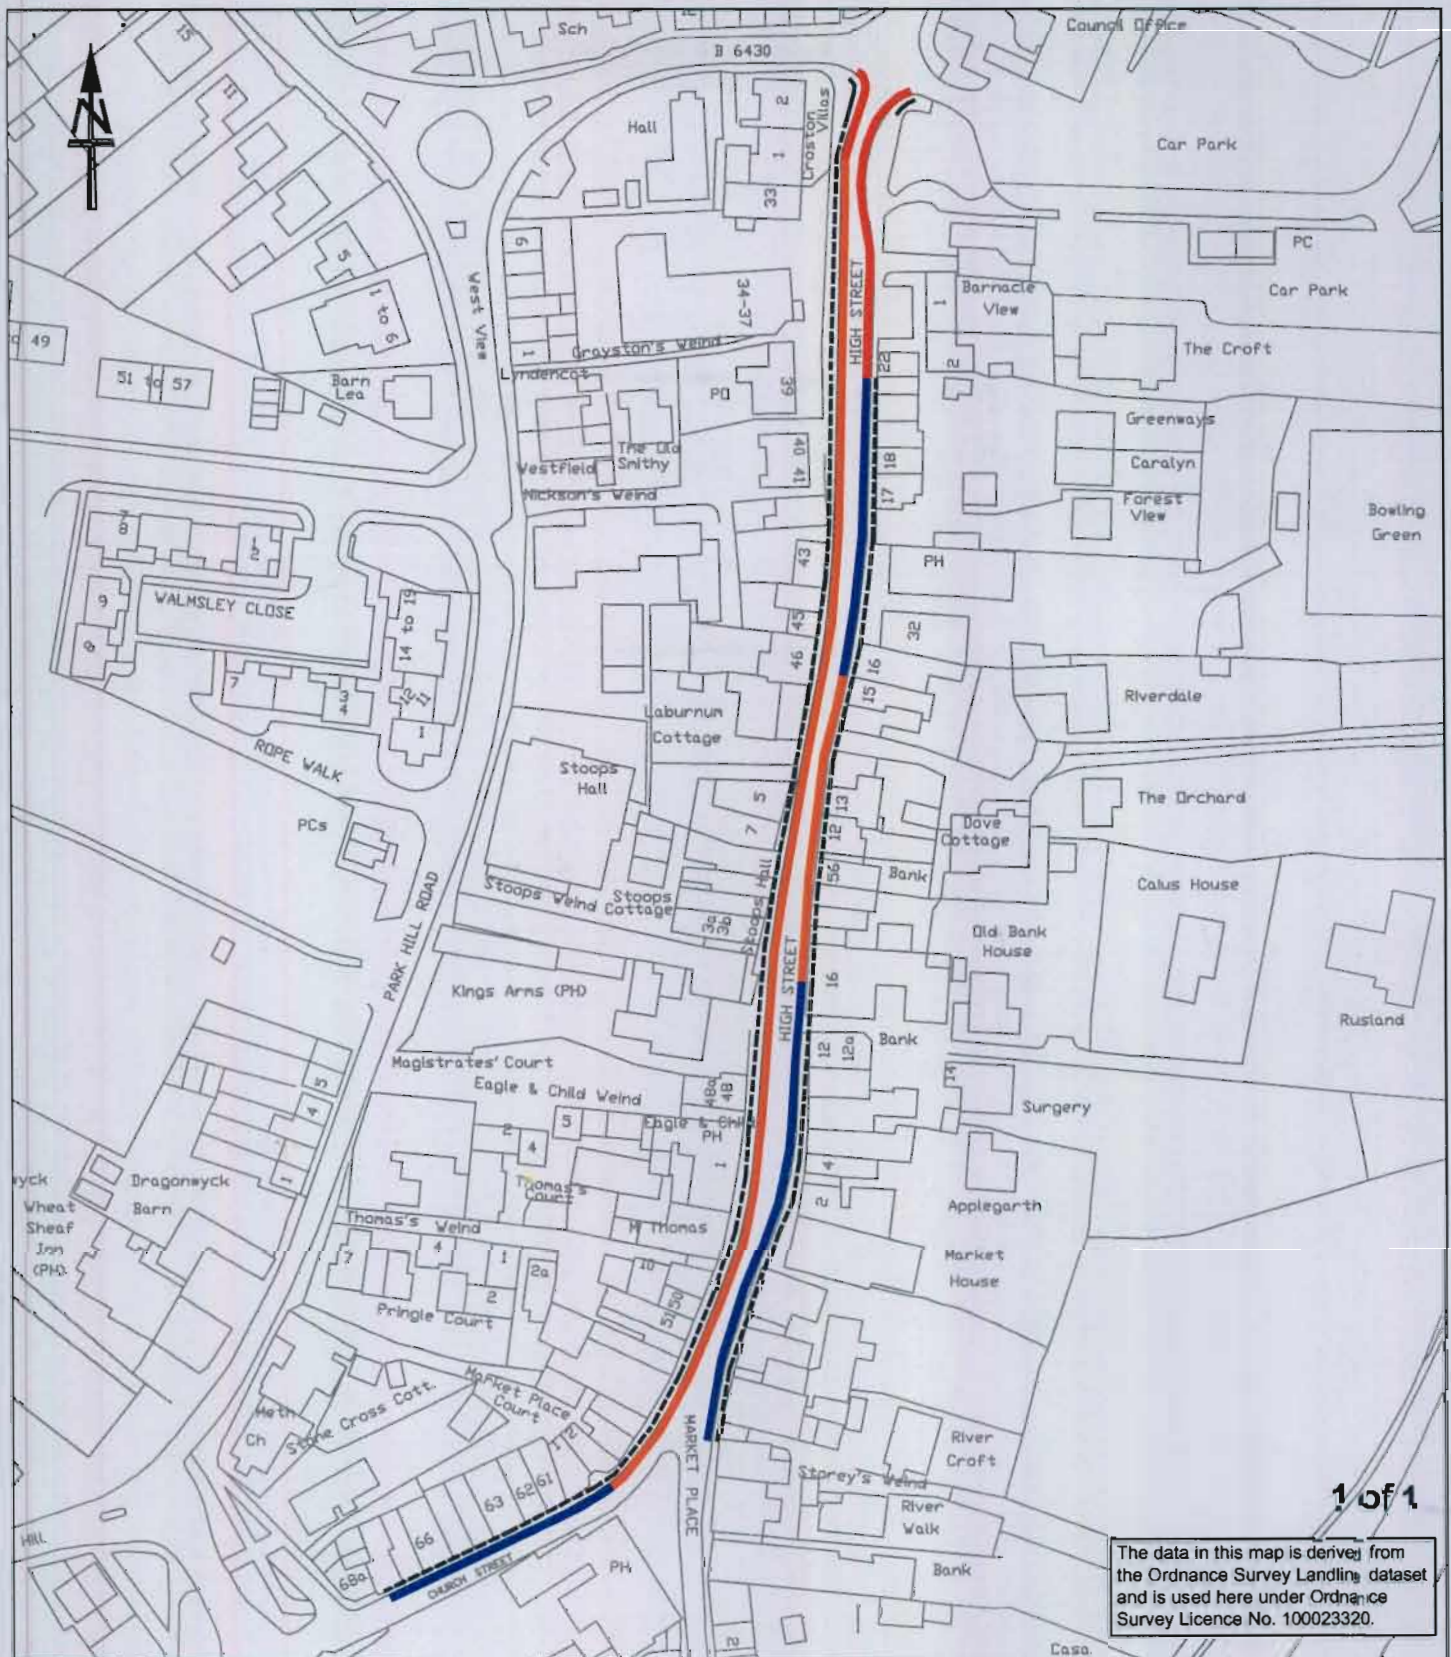 Sch
Council Office
B 6430
15
11
N
Hall
2
1
Croston Villas
33
Car Park
PC
Car Park
5
1 to 6
West View
6
34-37
HIGH STREET
1
Barnacle
View
The Croft
2
49
51 to 57
Barn
Lea
1
Grayston's Weind
Lyndencot
PO
39
22
Greenways
Westfield
The Old
Smithy
40
41
18
17
Caralyn
Forest
View
Bowling
Green
Nickson's Weind
PH
7
8
1
2
9
8
WALMSLEY CLOSE
14 to 19
43
45
46
32
16
15
7
3
4
12
11
1
Laburnum
Cottage
Riverdale
ROPE WALK
Stoops
Hall
5
7
13
12
The Orchard
PCs
Dove
Cottage
56
Bank
Calus House
Stoops Weind
Stoops
Cottage
3a
3b
Stoops Hall
Old Bank
House
PARK HILL ROAD
Kings Arms (PH)
HIGH STREET
16
Rusland
12
12a
Bank
Magistrates' Court
Eagle & Child Weind
48a
48
14
Surgery
5
4
1
5
2
4
PH
1
4
2
Dragonwyck
Barn
Wheat
Sheaf
Inn
(PH)
Thomas's
Court
Applegarth
Thomas's Weind
Thomas
Market
House
7
4
1
2
2a
10
50
51
Pringle Court
Market Place
Court
Meth
Ch
Stone Cross Cott.
1
2
61
62
63
66
68a
MARKET PLACE
River
Croft
Storey's Weind
River
Walk
HILL
CHURCH STREET
PH
Bank
2
1 of 1
The data in this map is derived from
the Ordnance Survey Landline dataset
and is used here under Ordnance
Survey Licence No. 100023320.